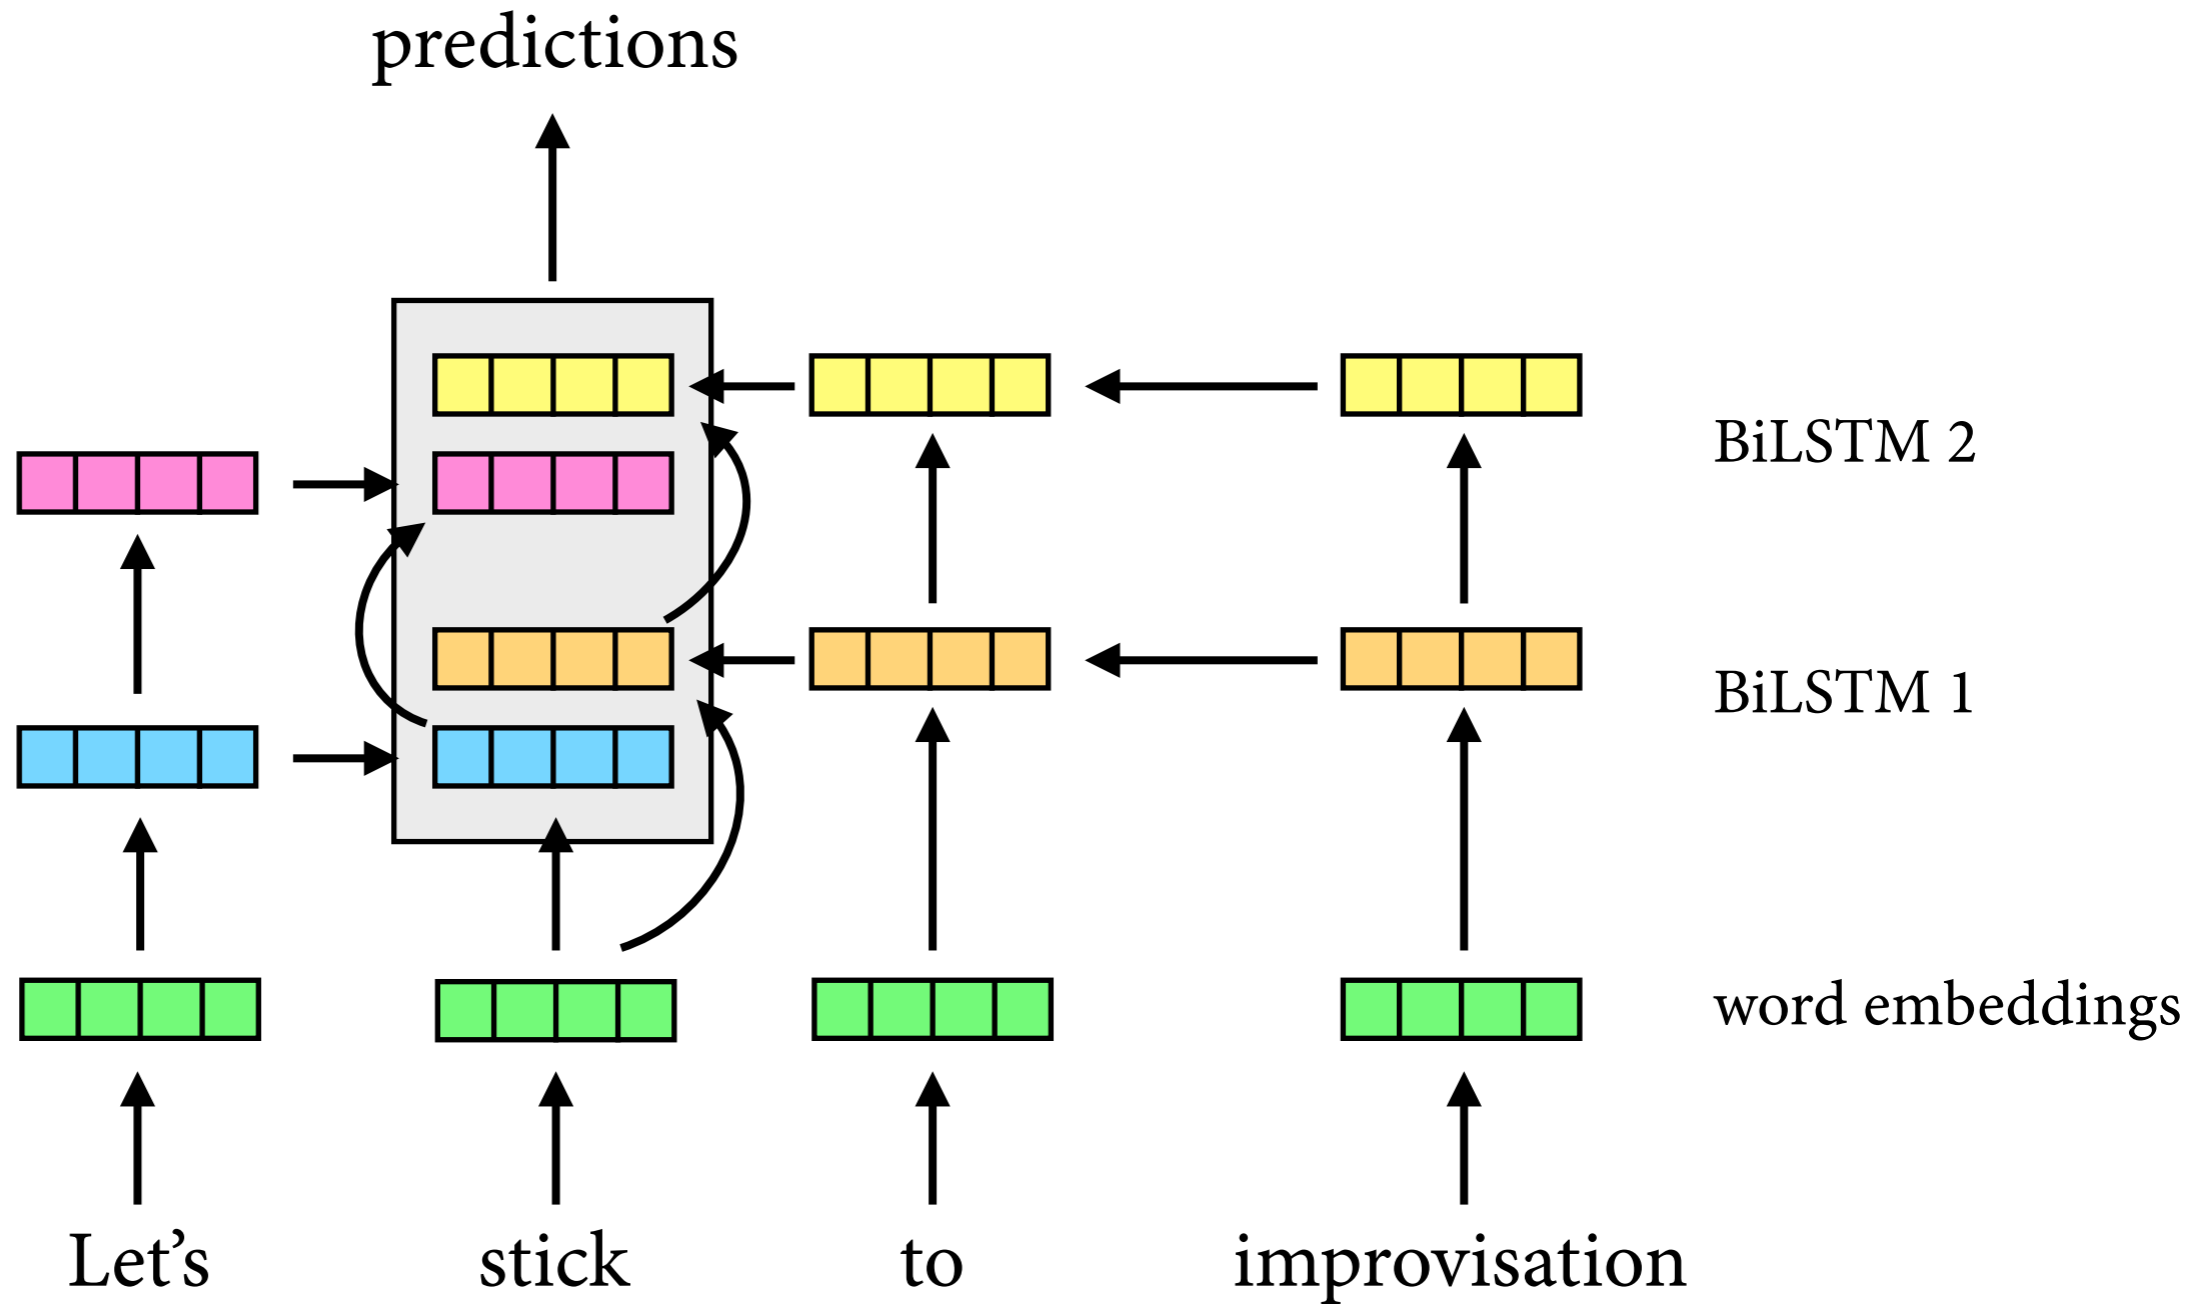 predictions
BiLSTM 2
BiLSTM 1
word embeddings
Let’s stick to improvisation